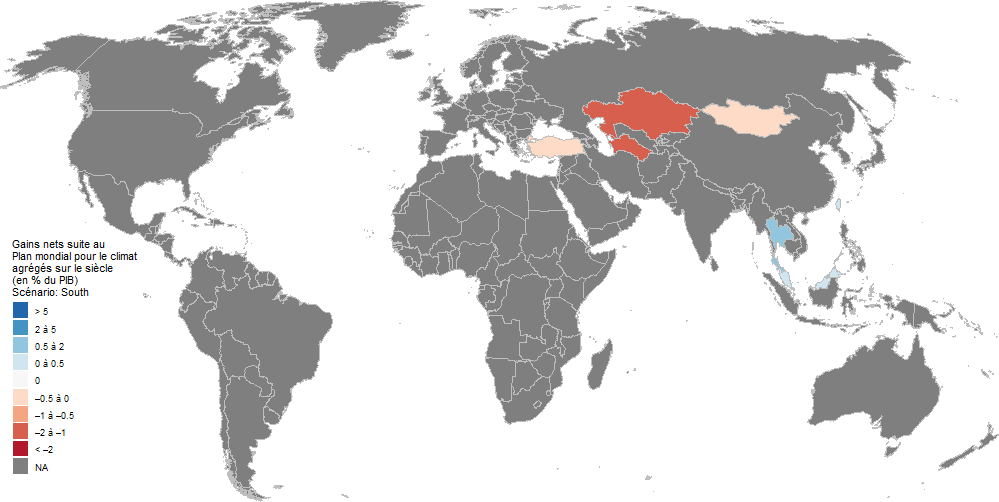 Gains nets suite au
Plan mondial pour le climat
agrégés sur le siècle
(en % du PIB)
Scénario: South
> 5
2 à 5
0.5 à 2
0 à 0.5
0
–0.5 à 0
–1 à –0.5
–2 à –1
< –2
NA